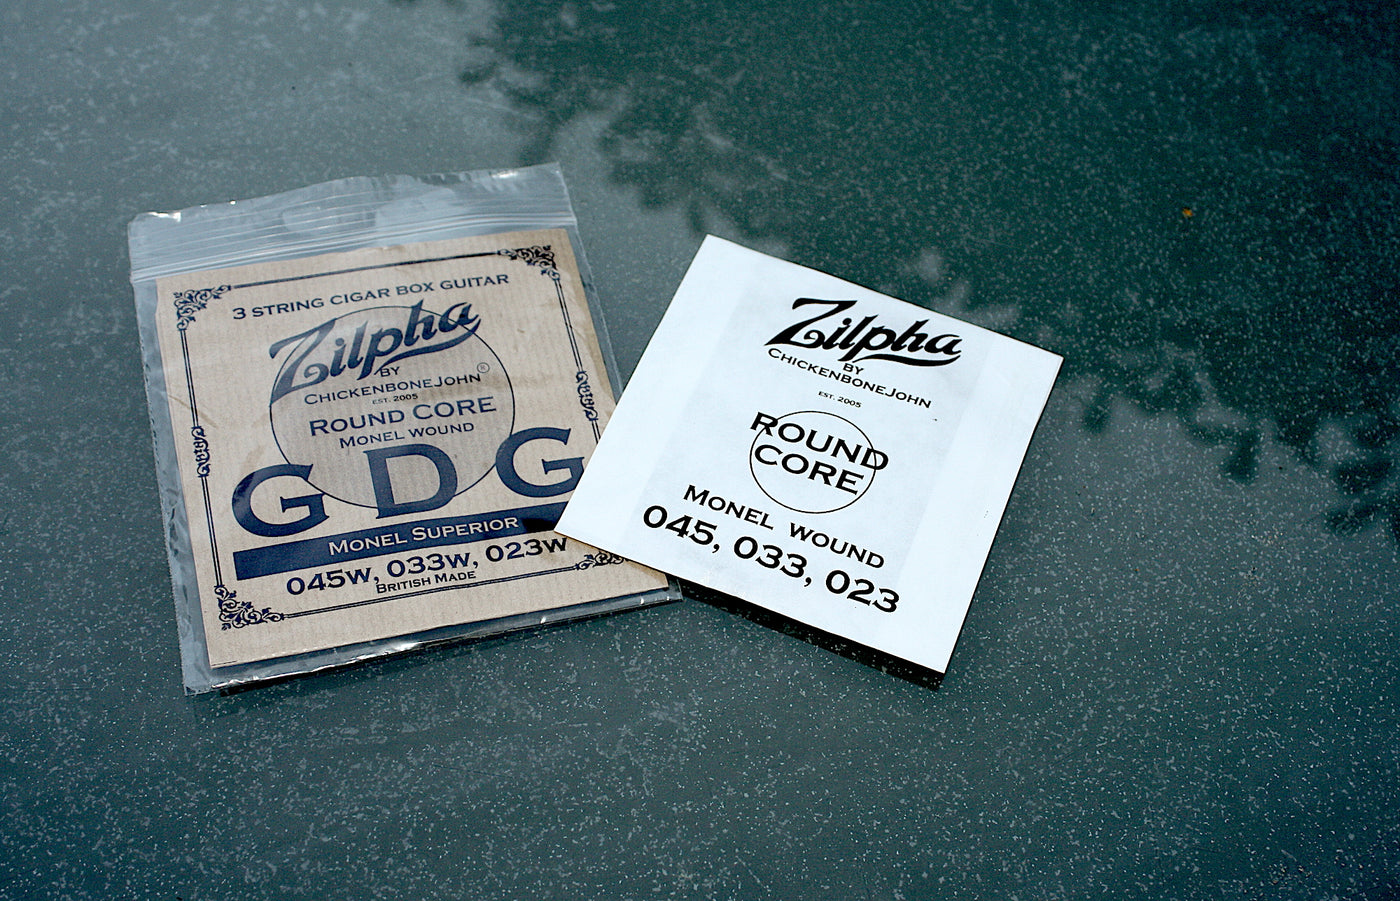 3 STRING CIGAR BOX GUITAR
Zilpha
BY
CHICKENBONEJOHN®
EST. 2005
ROUND CORE
MONEL WOUND
G D G
MONEL SUPERIOR
045W, 033W, 023W
BRITISH MADE
Zilpha
BY
CHICKENBONEJOHN
EST. 2005
ROUND
CORE
MONEL WOUND
045, 033, 023